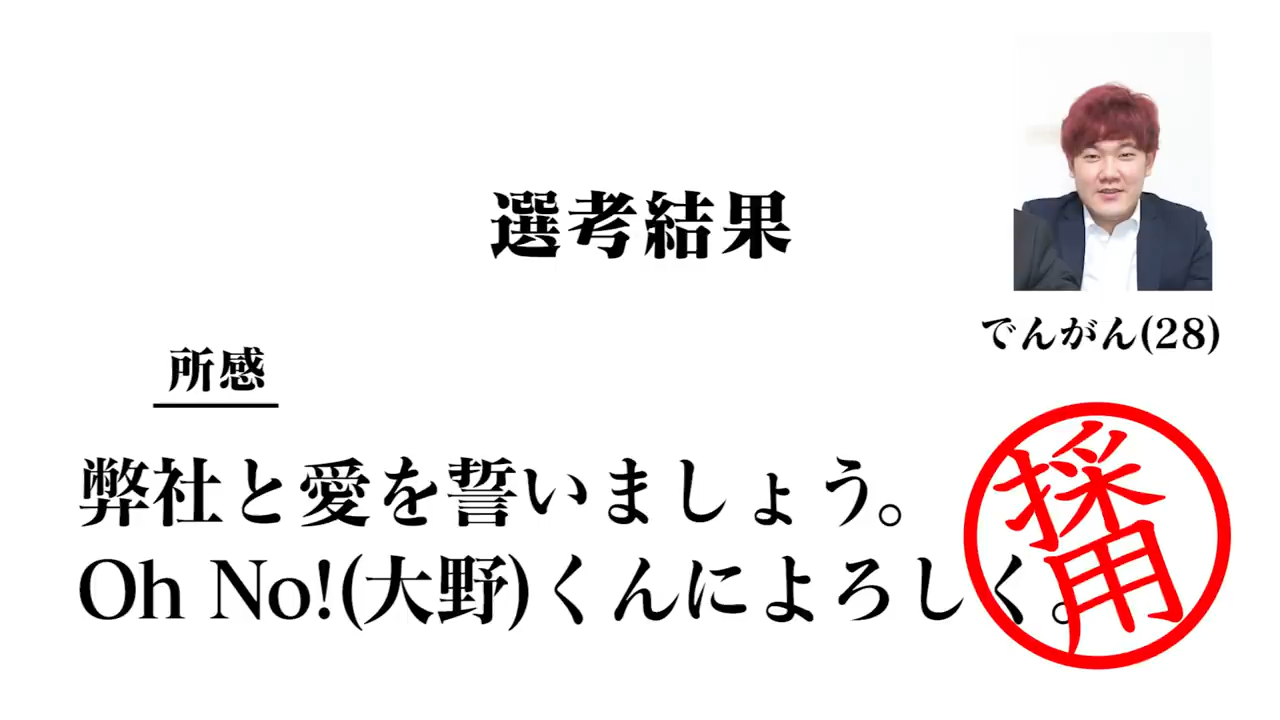 選考結果
でんがん(28)
所感
弊社と愛を誓いましょう。
Oh No!(大野)くんによろしく。
採用